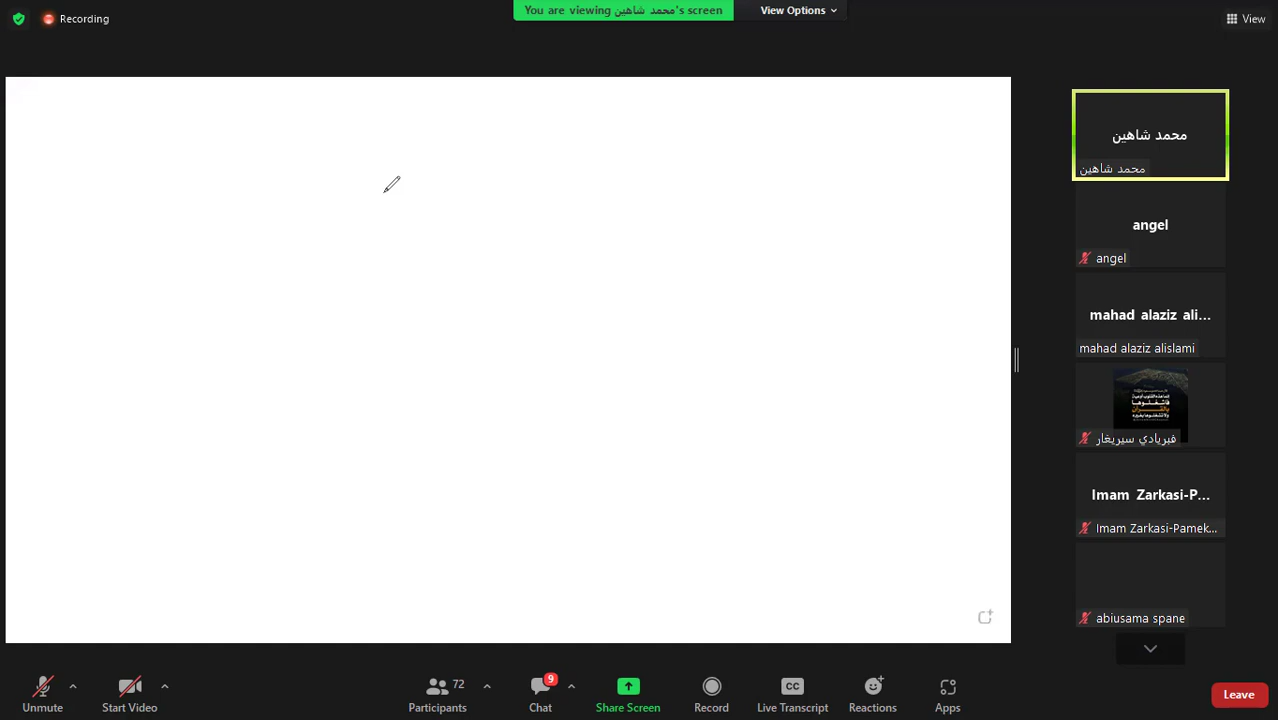 Recording
You are viewing محمد شاهين's screen
View Options
View
محمد شاهين
محمد شاهين
angel
angel
mahad alaziz ali...
mahad alaziz alislami
بالقرآن
فبريادي سيريغار
Imam Zarkasi-P...
Imam Zarkasi-Pamek...
abiusama spane
Unmute
Start Video
72
Participants
9
Chat
Share Screen
Record
CC
Live Transcript
Reactions
Apps
Leave